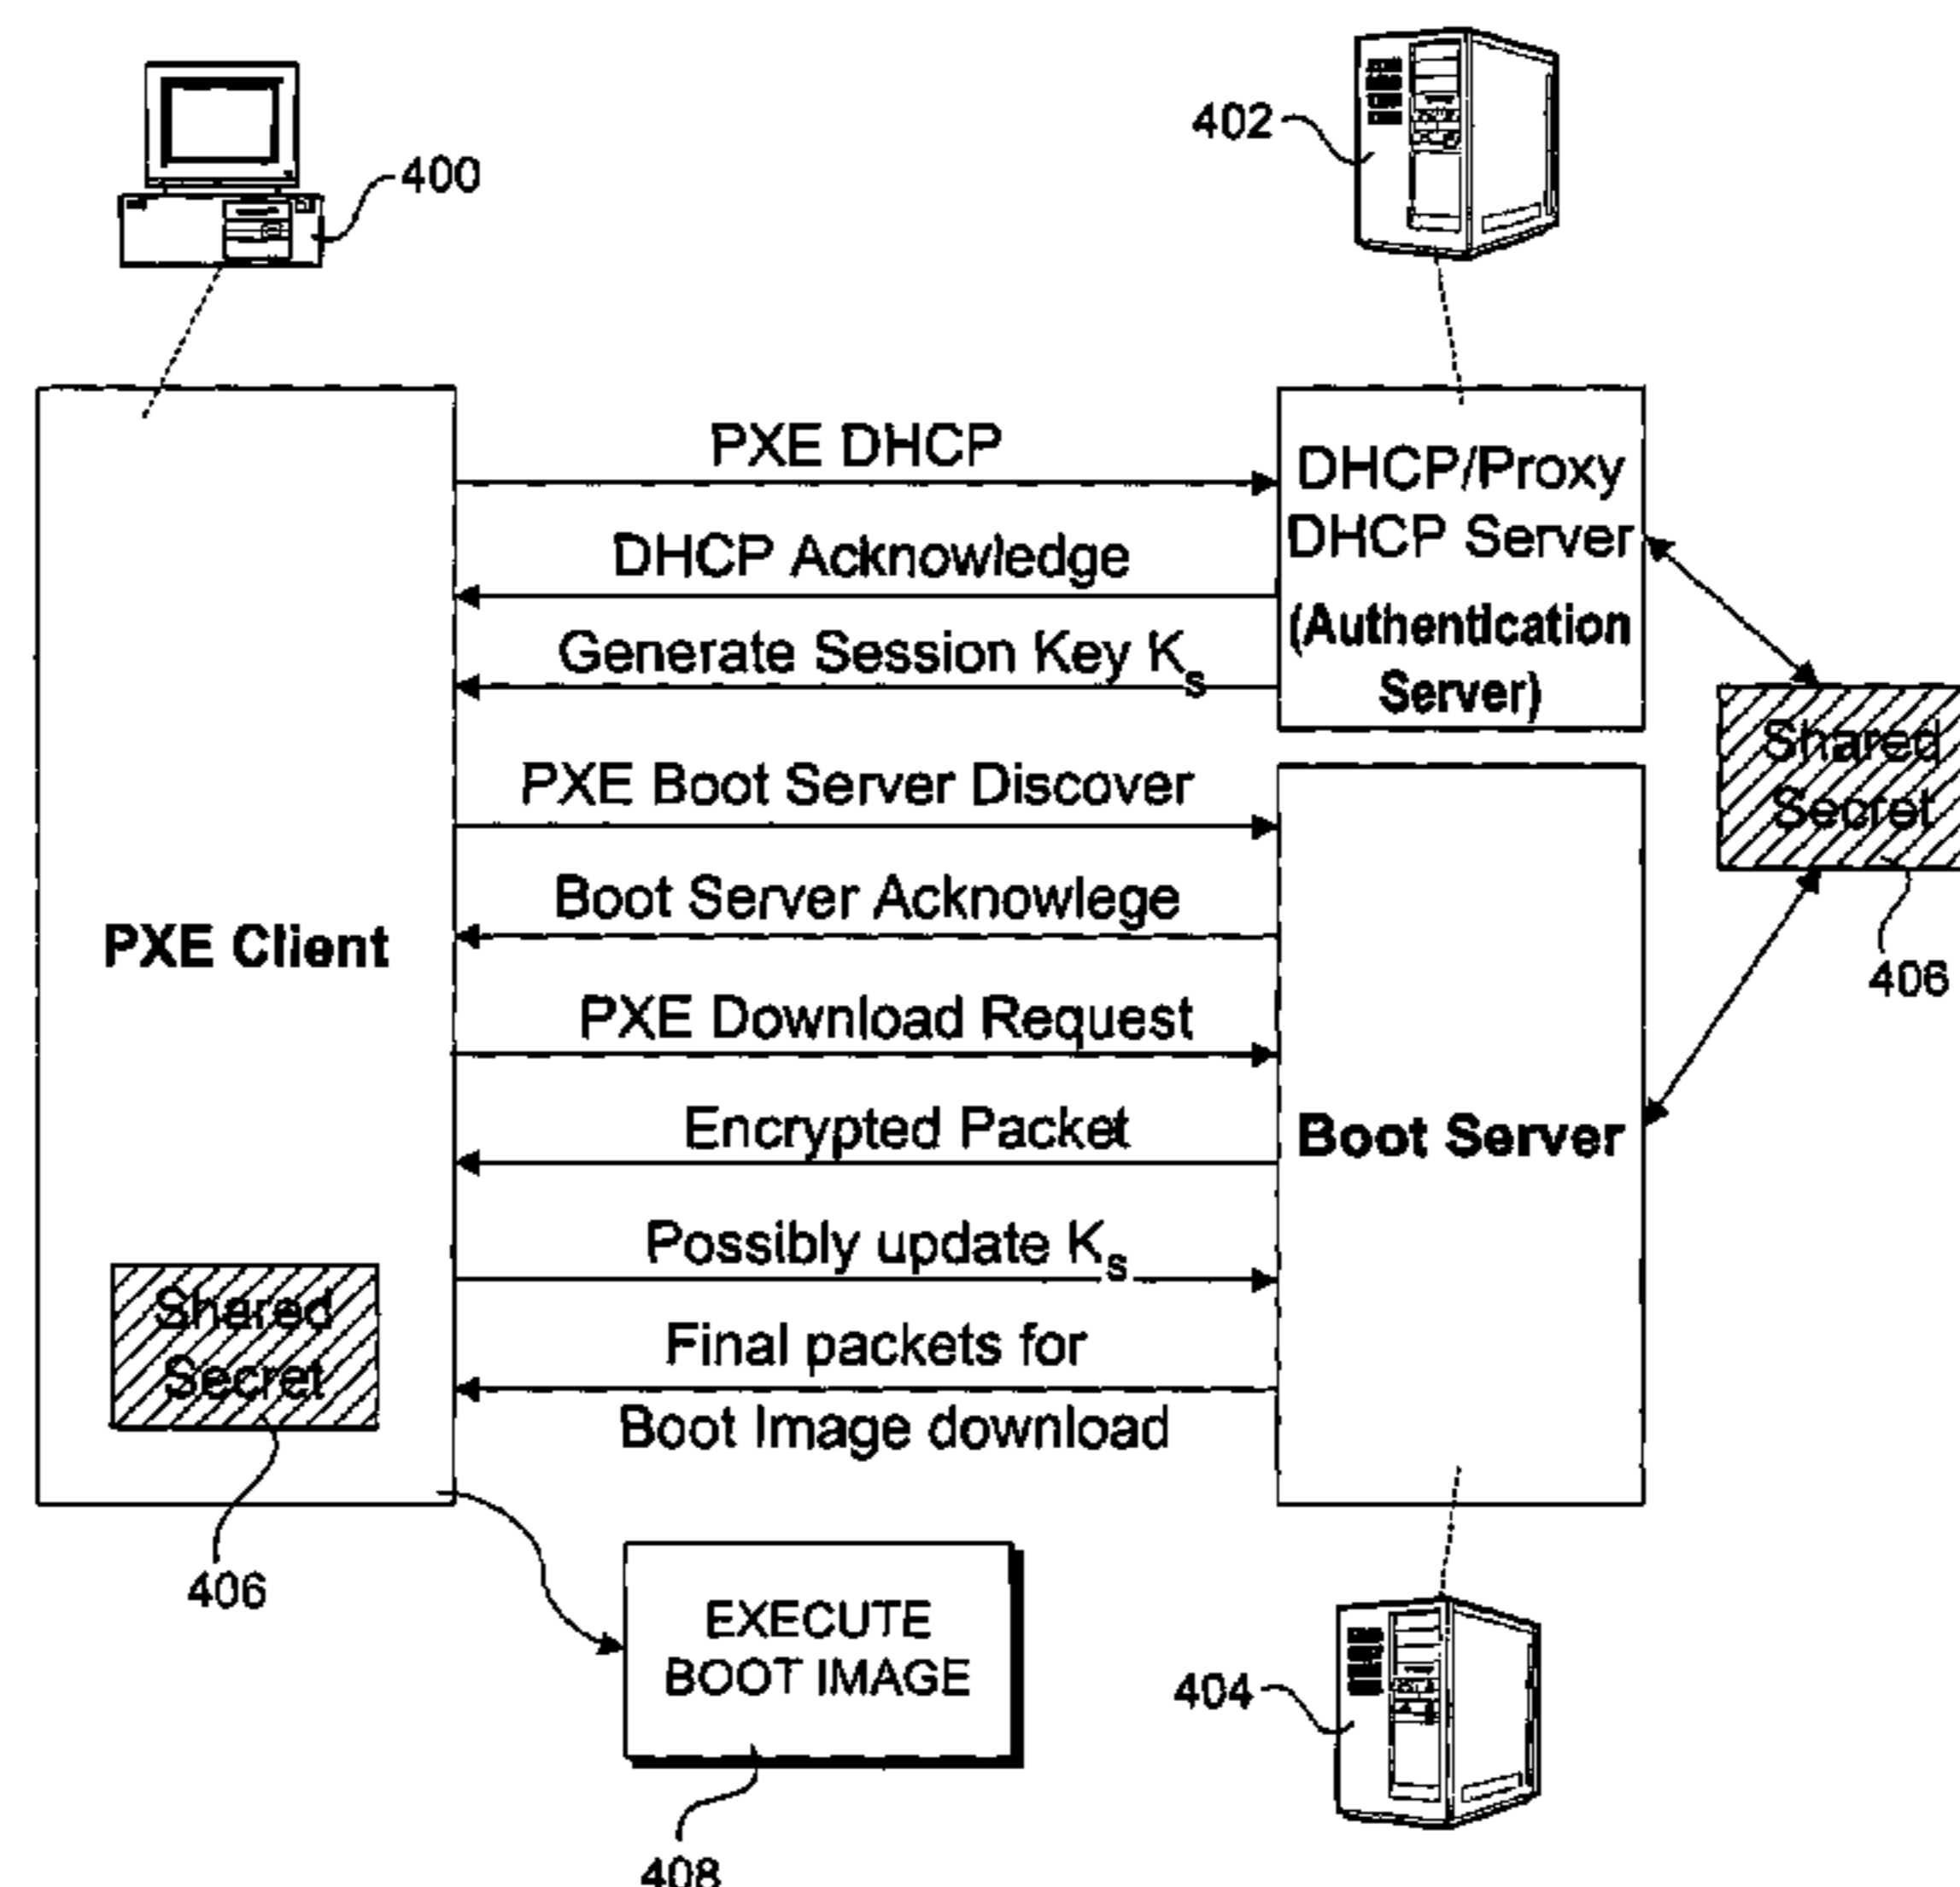 400
402
PXE DHCP
DHCP Acknowledge
Generate Session Key Ks
DHCP/Proxy
DHCP Server
(Authentication
Server)
Shared
Secret
406
PXE Boot Server Discover
Boot Server Acknowlege
PXE Client
PXE Download Request
Encrypted Packet
Boot Server
Possibly update Ks
Final packets for
Boot Image download
Shared
Secret
406
EXECUTE
BOOT IMAGE
408
404